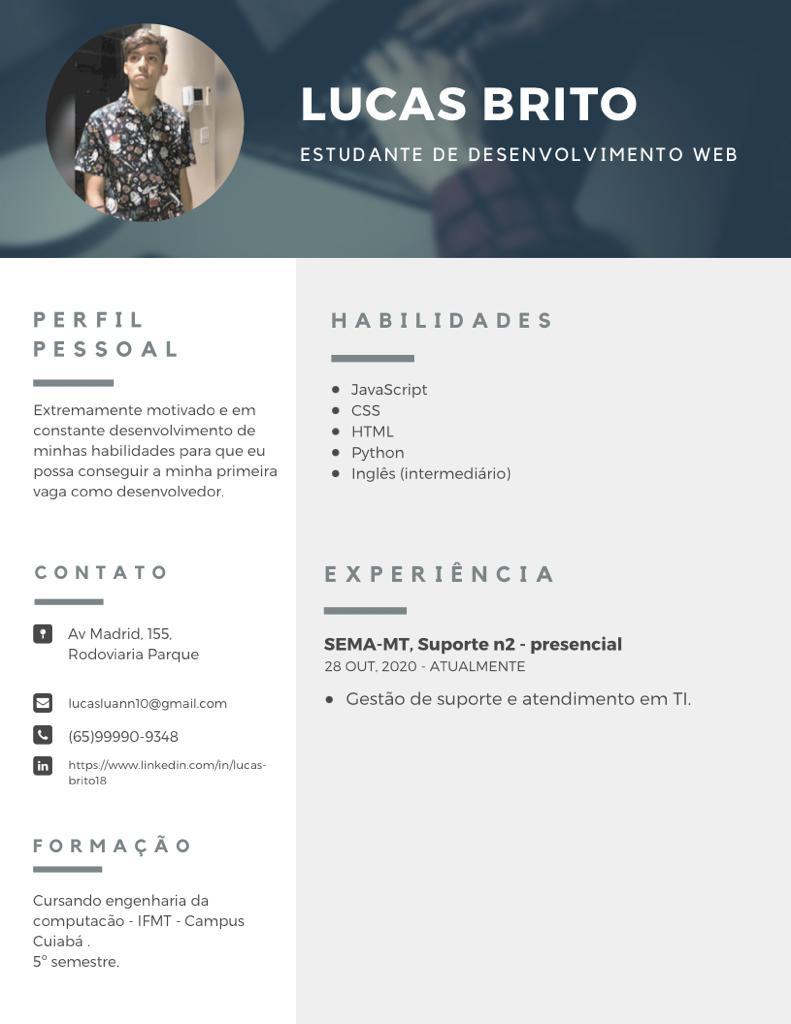 LUCAS BRITO
ESTUDANTE DE DESENVOLVIMENTO WEB
PERFIL
PESSOAL
Extremamente motivado e em
constante desenvolvimento de
minhas habilidades para que eu
possa conseguir a minha primeira
vaga como desenvolvedor.
CONTATO
Av Madrid, 155,
Rodoviaria Parque
lucasluann10@gmail.com
(65)99990-9348
https://www.linkedin.com/in/lucas-
brito18
FORMAÇÃO
Cursando engenharia da
computacão - IFMT - Campus
Cuiabá .
5º semestre.
HABILIDADES
● JavaScript
● CSS
● HTML
● Python
● Inglês (intermediário)
EXPERIÊNCIA
SEMA-MT, Suporte n2 - presencial
28 OUT, 2020 - ATUALMENTE
● Gestão de suporte e atendimento em TI.